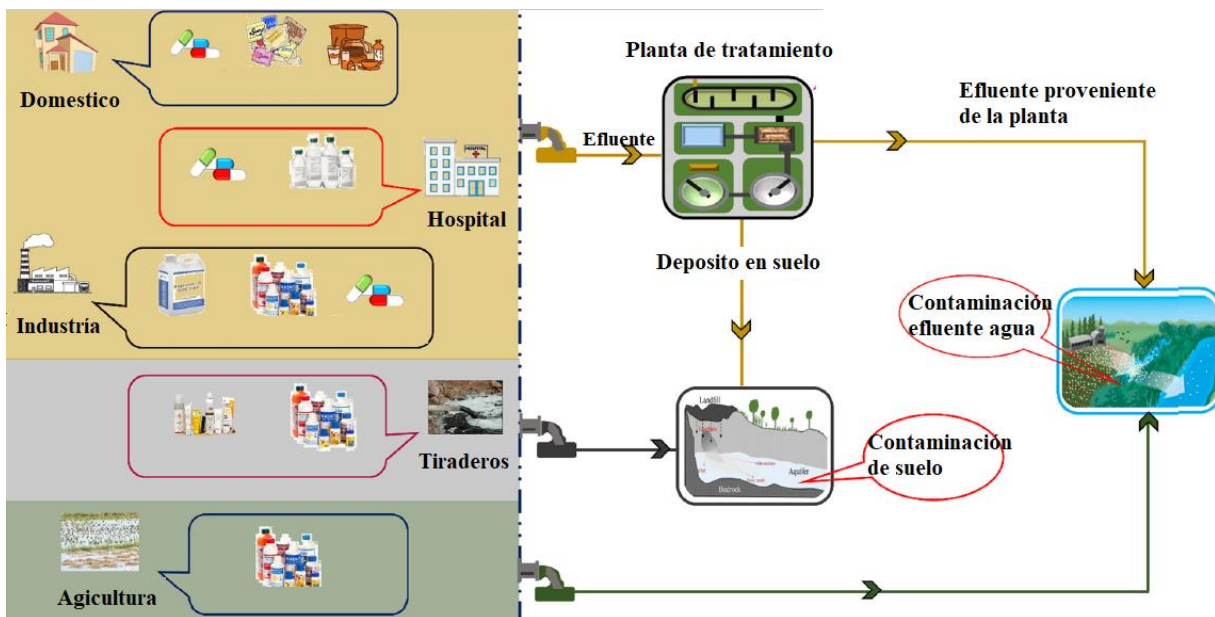 Domestico
Hospital
HOSPITAL
Industría
Tiraderos
Agicultura
Efluente
Planta de tratamiento
Efluente proveniente
de la planta
Deposito en suelo
Contaminación
efluente agua
Landfill
Aquifer
Bedrock
Contaminación
de suelo